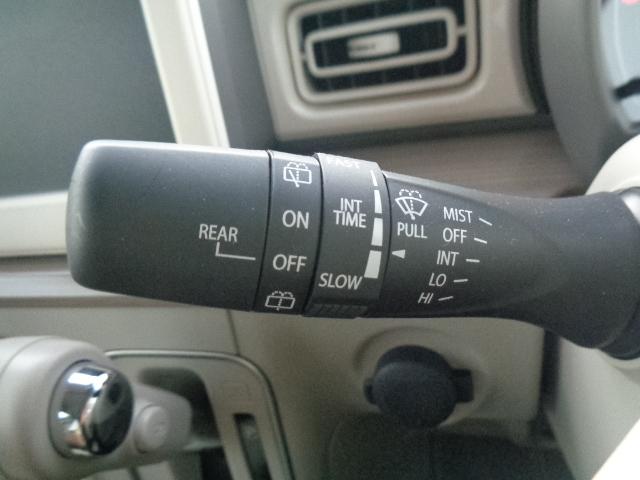 REAR
ON
OFF
FAST
INT
TIME
SLOW
PULL
MIST
OFF
INT
LO
HI